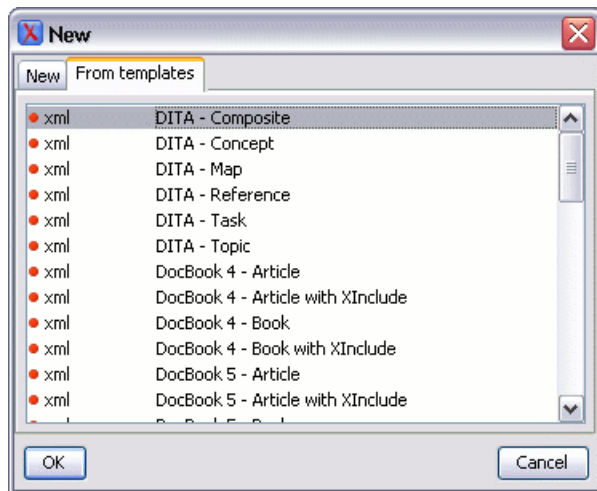 New
New From templates
xml DITA - Composite
xml DITA - Concept
xml DITA - Map
xml DITA - Reference
xml DITA - Task
xml DITA - Topic
xml DocBook 4 - Article
xml DocBook 4 - Article with XInclude
xml DocBook 4 - Book
xml DocBook 4 - Book with XInclude
xml DocBook 5 - Article
xml DocBook 5 - Article with XInclude
OK Cancel